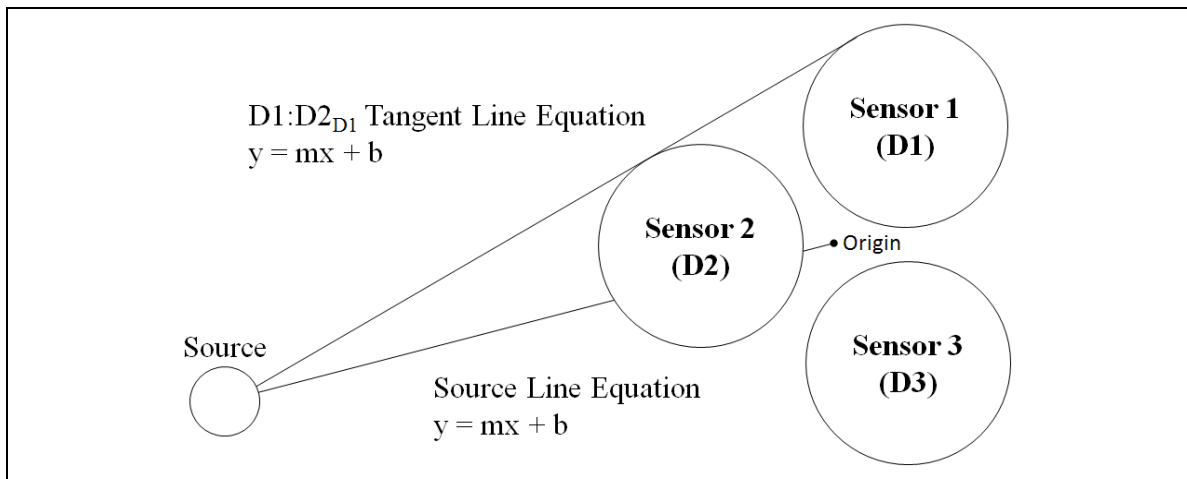 D1:D2D1 Tangent Line Equation
y = mx + b
Sensor 1
(D1)
Sensor 2
(D2)
Origin
Sensor 3
(D3)
Source
Source Line Equation
y = mx + b